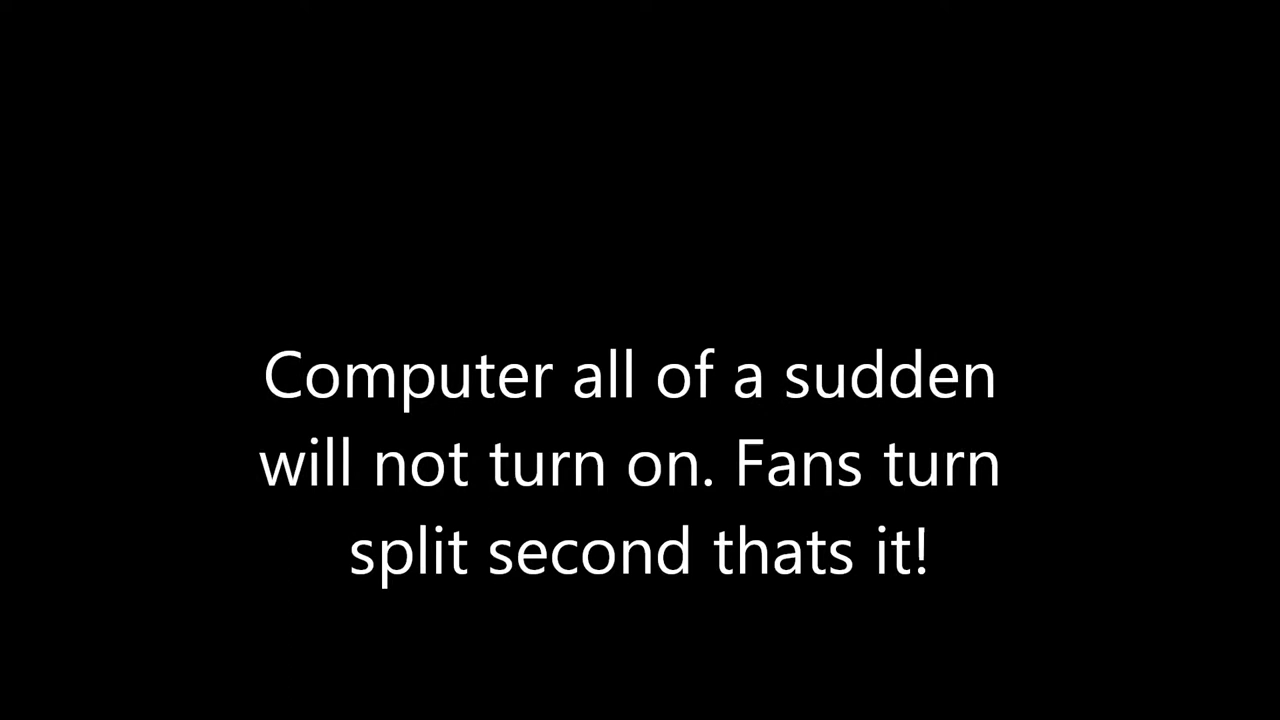 Computer all of a sudden
will not turn on. Fans turn
split second thats it!